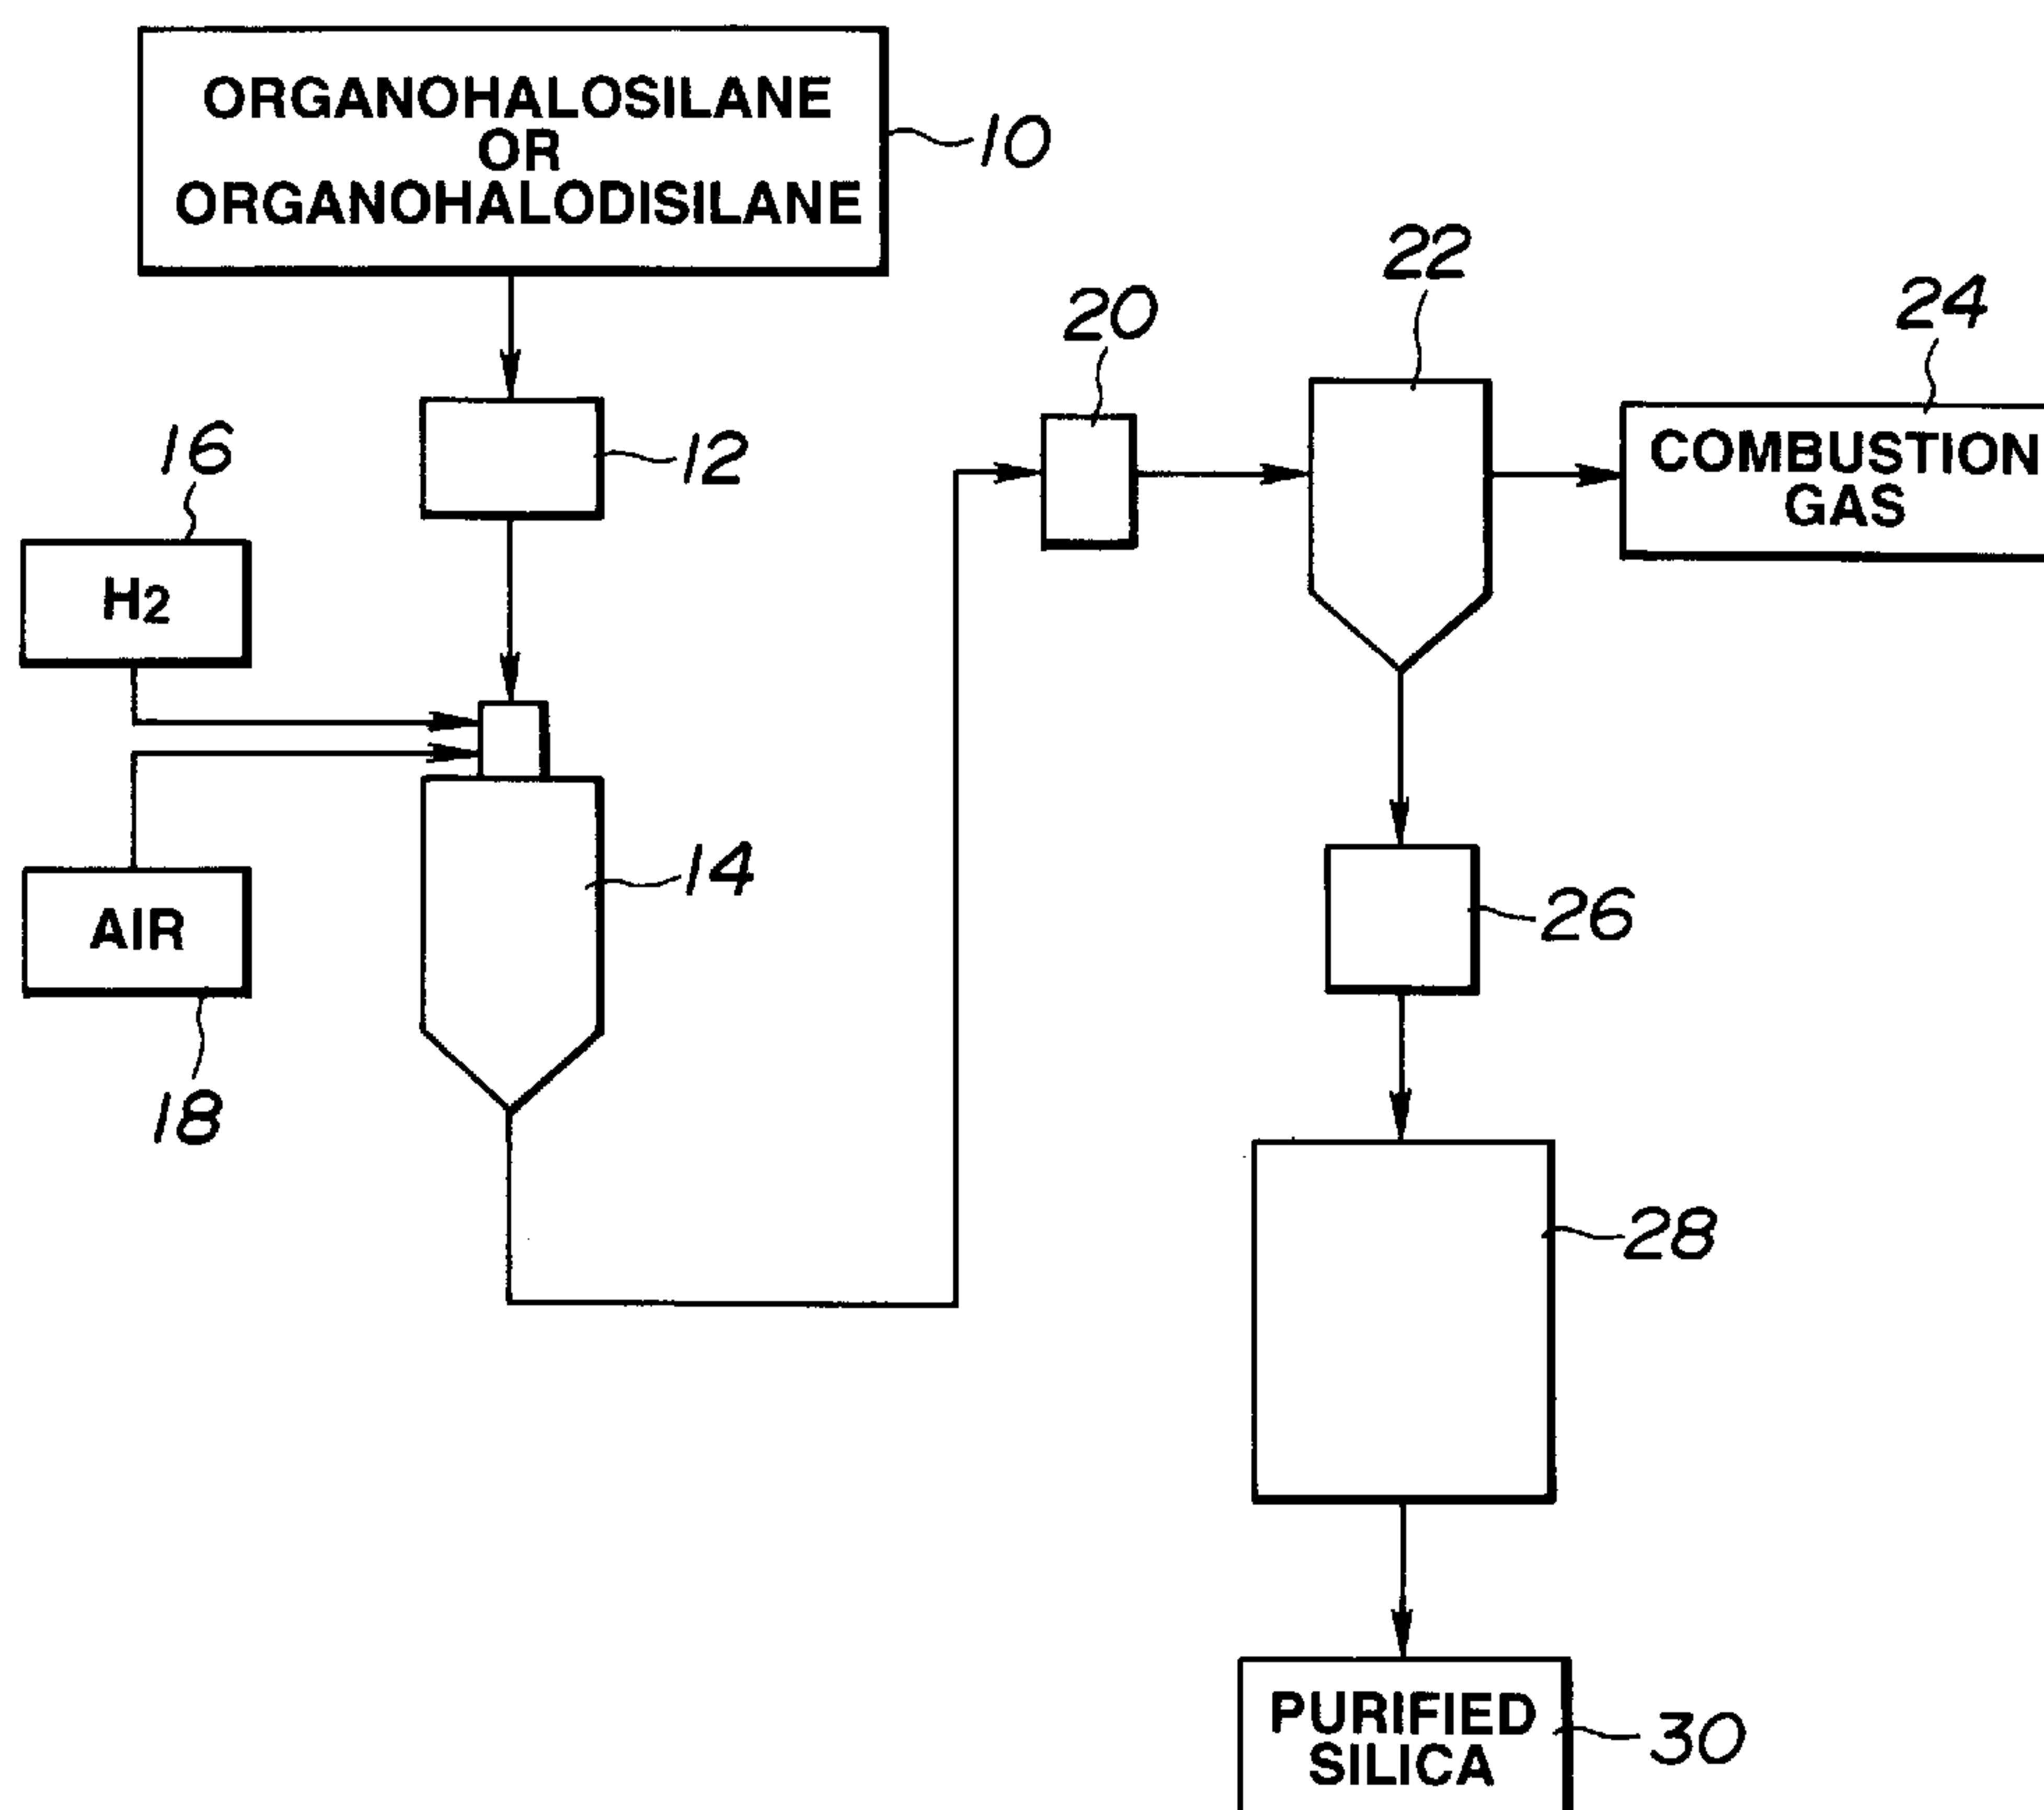 ORGANOHALOSILANE
OR
ORGANOHALODISILANE
10
22
20
24
COMBUSTION
GAS
16
12
H2
14
26
AIR
18
28
PURIFIED
SILICA
30